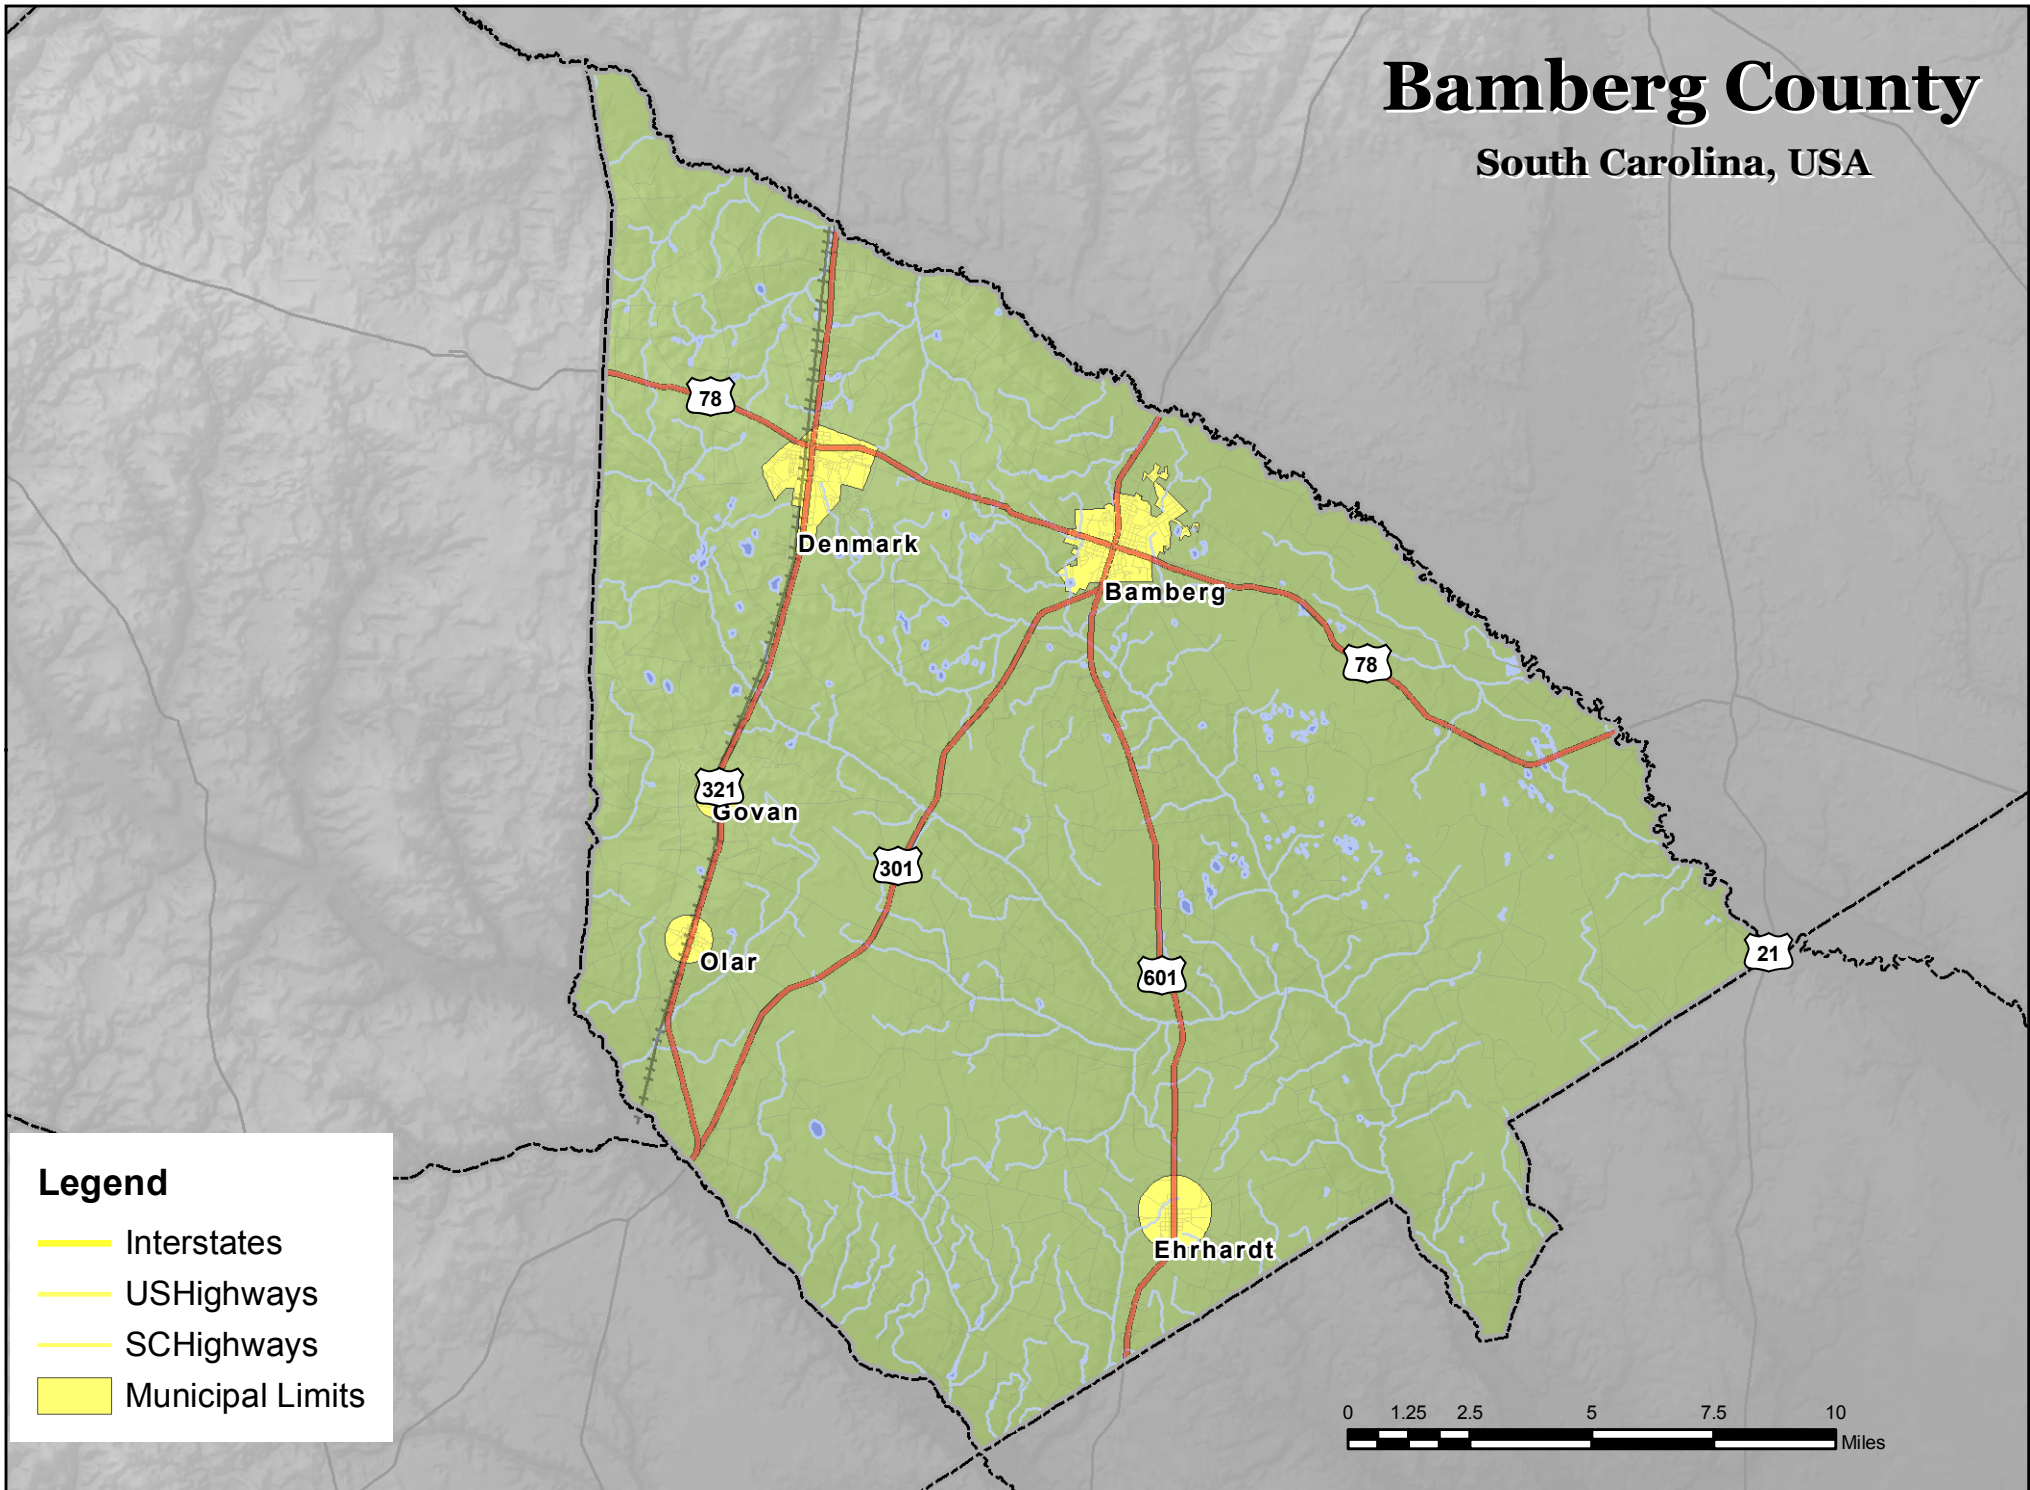 Bamberg County
South Carolina, USA
78
Denmark
Bamberg
78
321
Govan
301
21
Olar
601
Ehrhardt
Legend
Interstates
USHighways
SCHighways
Municipal Limits
0 1.25 2.5 5 7.5 10
Miles